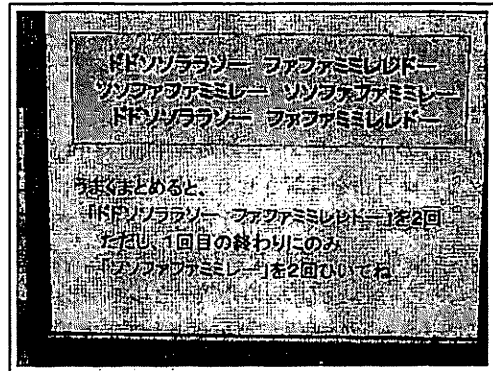 ドドソソララソー ファファミミレレドー
ソソファファミミレー ソソファファミミレー
ドドソソララソー ファファミミレレドー
うまくまとめると、
「ドドソソララソー ファファミミレレドー」を2回
ただし、1回目の終わりにのみ
「ソソファファミミレー」を2回ひいてね